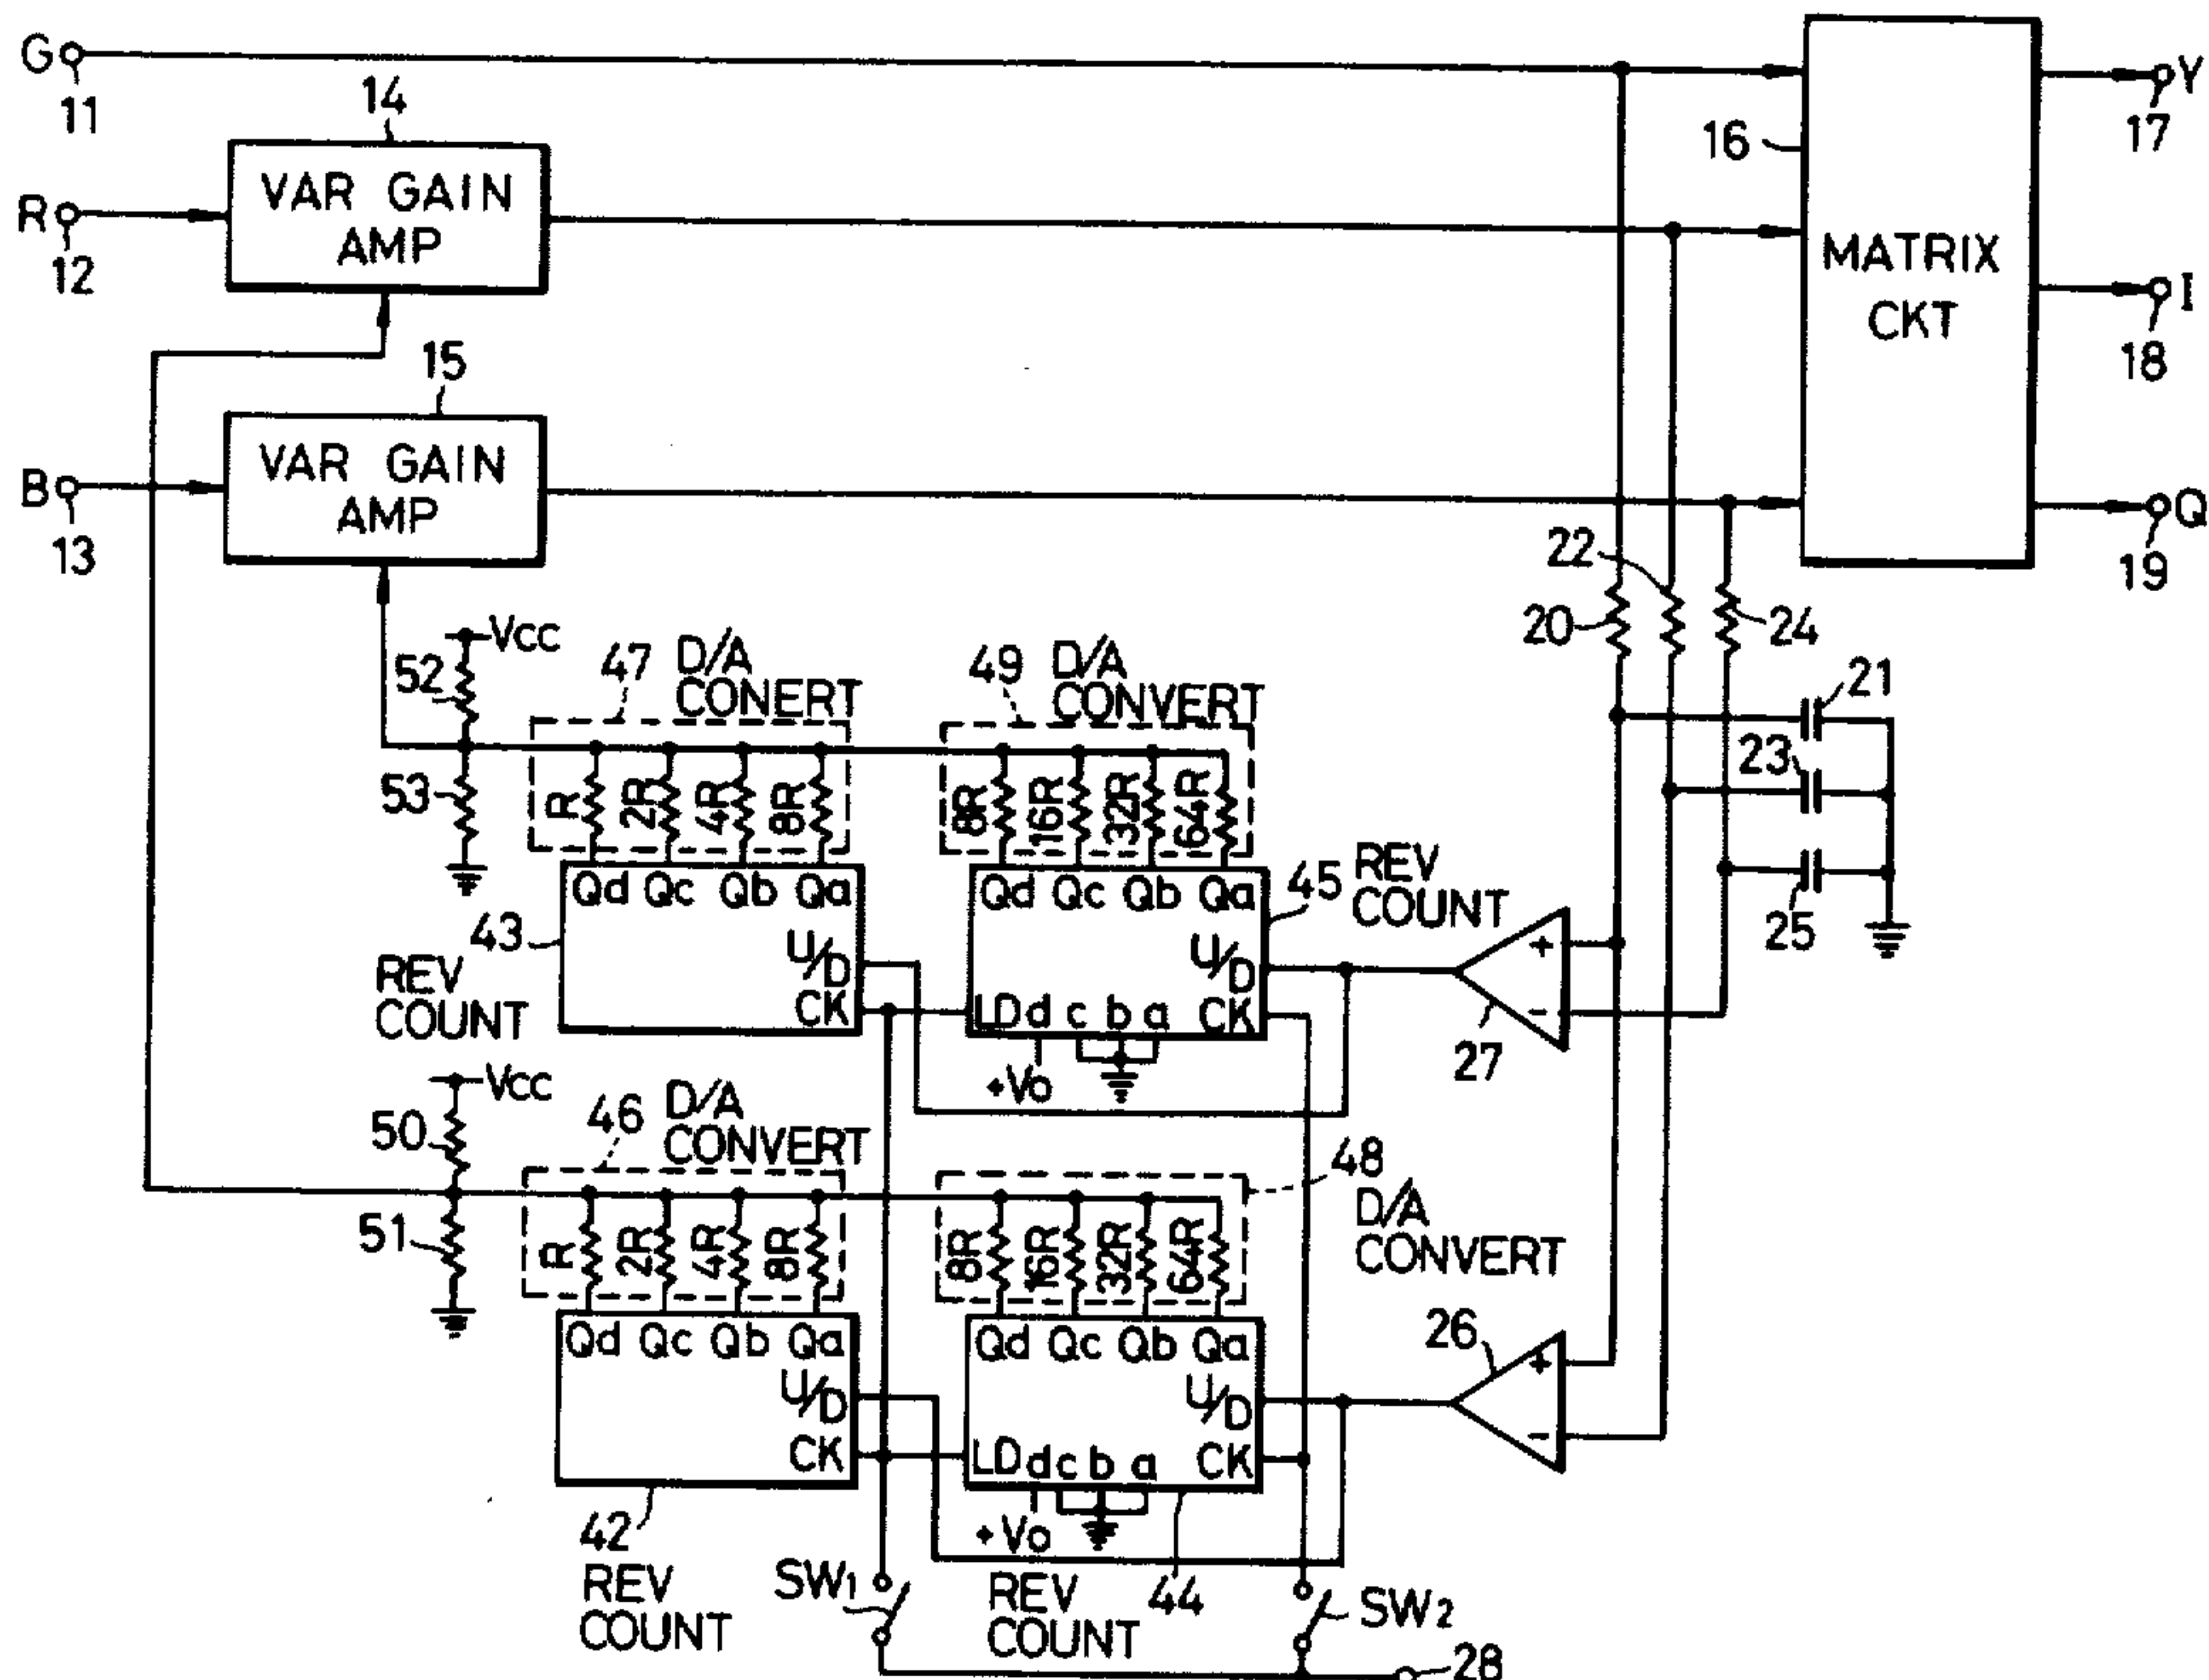 G
11
14
VAR GAIN
AMP
R
12
15
VAR GAIN
AMP
B
13
16
MATRIX
CKT
Y
17
I
18
Q
19
22
20
24
21
23
25
Vcc
52
53
47
D/A
CONERT
49
D/A
CONVERT
R
2R
4R
8R
8R
16R
32R
64R
Qd Qc Qb Qa
U/D
CK
43
REV
COUNT
Qd Qc Qb Qa
U/D
LD d c b a CK
+Vo
45
REV
COUNT
+
-
27
Vcc
50
51
46
D/A
CONVERT
48
D/A
CONVERT
R
2R
4R
8R
8R
16R
32R
64R
Qd Qc Qb Qa
U/D
CK
42
REV
COUNT
Qd Qc Qb Qa
U/D
LD d c b a CK
+Vo
44
REV
COUNT
26
+
-
SW1
SW2
28